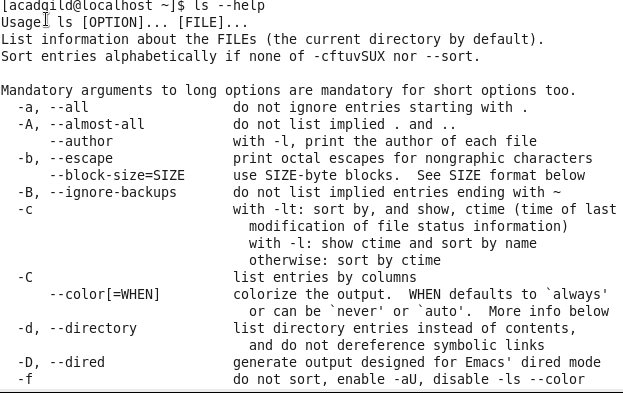 [acadgild@localhost ~]$ ls --help
Usage: ls [OPTION]... [FILE]...
List information about the FILEs (the current directory by default).
Sort entries alphabetically if none of -cftuvSUX nor --sort.

Mandatory arguments to long options are mandatory for short options too.
  -a, --all                  do not ignore entries starting with .
  -A, --almost-all           do not list implied . and ..
      --author               with -l, print the author of each file
  -b, --escape               print octal escapes for nongraphic characters
      --block-size=SIZE      use SIZE-byte blocks.  See SIZE format below
  -B, --ignore-backups       do not list implied entries ending with ~
  -c                         with -lt: sort by, and show, ctime (time of last
                               modification of file status information)
                               with -l: show ctime and sort by name
                               otherwise: sort by ctime
  -C                         list entries by columns
      --color[=WHEN]         colorize the output.  WHEN defaults to `always'
                               or can be `never' or `auto'.  More info below
  -d, --directory            list directory entries instead of contents,
                               and do not dereference symbolic links
  -D, --dired                generate output designed for Emacs' dired mode
  -f                         do not sort, enable -aU, disable -ls --color